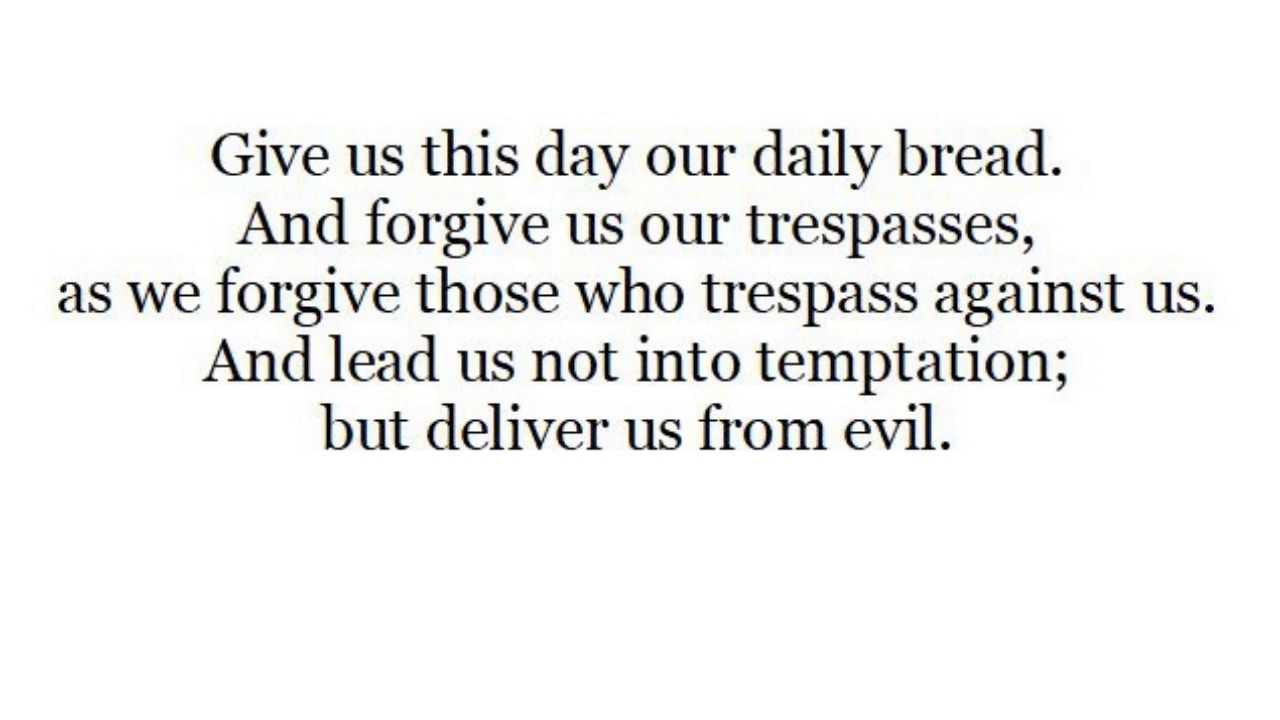 Give us this day our daily bread.
And forgive us our trespasses,
as we forgive those who trespass against us.
And lead us not into temptation;
but deliver us from evil.